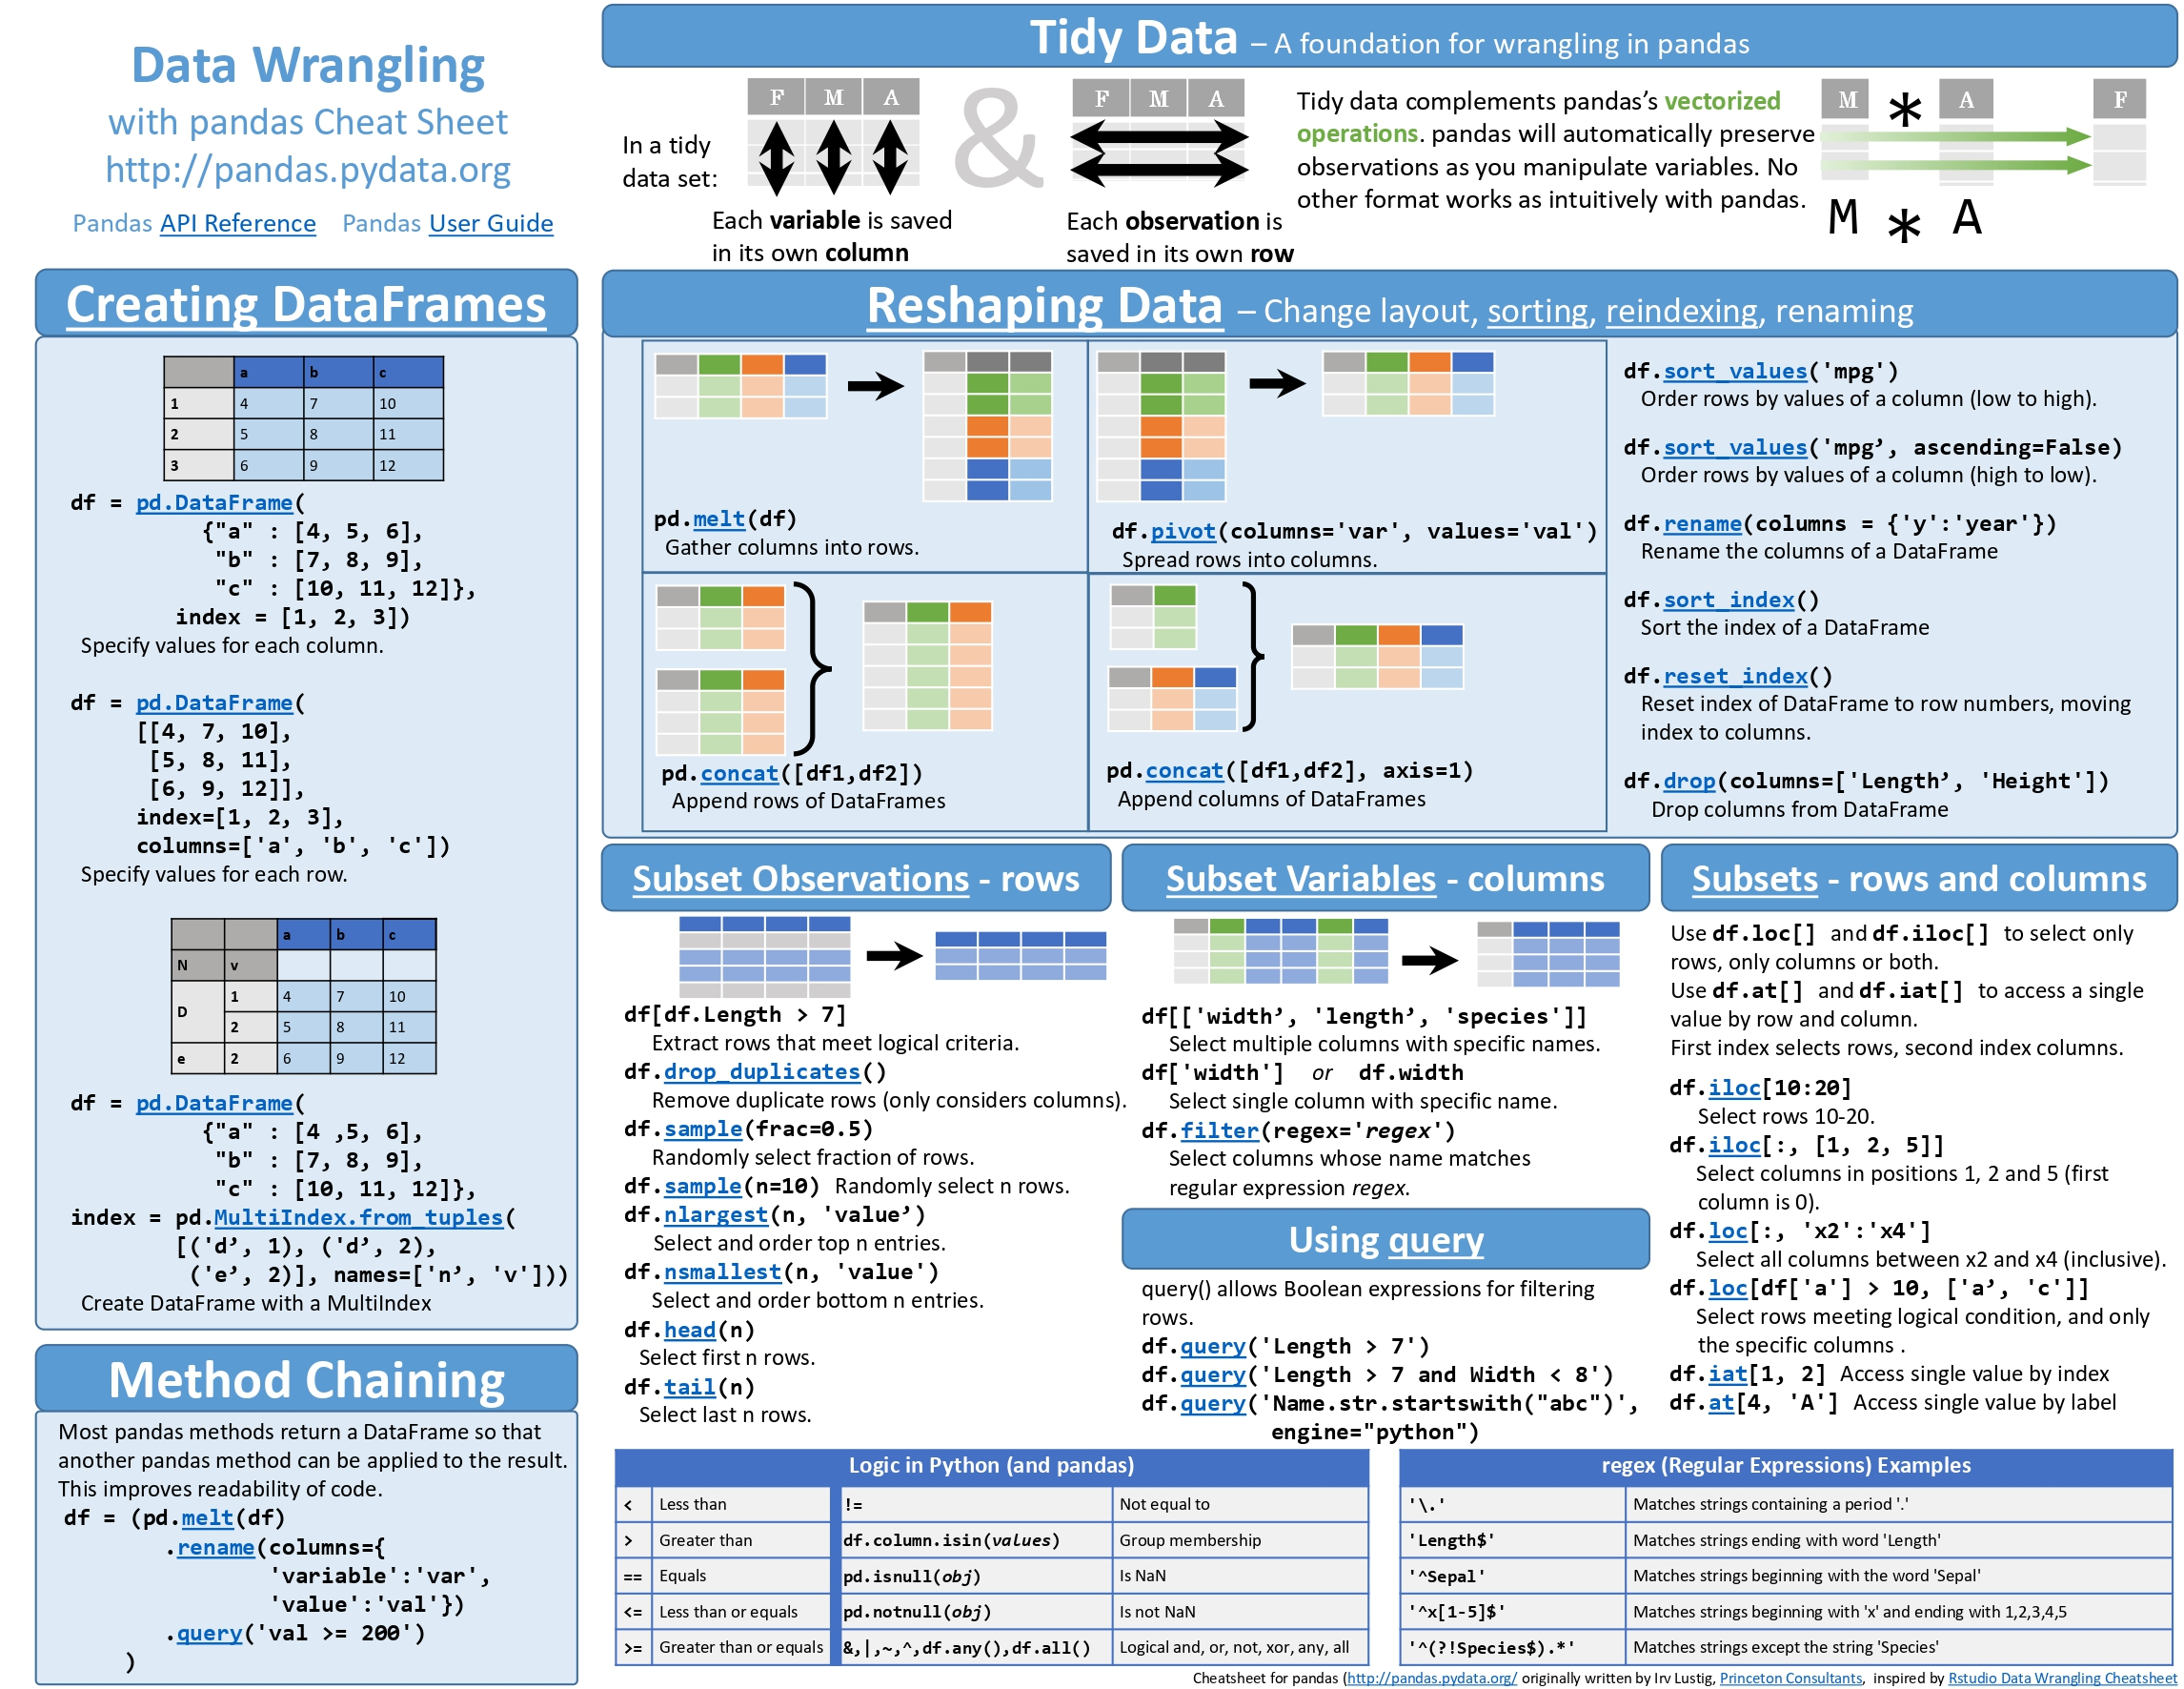 Data Wrangling
with pandas Cheat Sheet
http://pandas.pydata.org
Pandas API Reference Pandas User Guide
Creating DataFrames
a b c
1 4 7 10
2 5 8 11
3 6 9 12
df = pd.DataFrame(
{"a" : [4, 5, 6],
"b" : [7, 8, 9],
"c" : [10, 11, 12]},
index = [1, 2, 3])
Specify values for each column.
df = pd.DataFrame(
[[4, 7, 10],
[5, 8, 11],
[6, 9, 12]],
index=[1, 2, 3],
columns=['a', 'b', 'c'])
Specify values for each row.
a b c
N v
D 1 4 7 10
2 5 8 11
e 2 6 9 12
df = pd.DataFrame(
{"a" : [4 ,5, 6],
"b" : [7, 8, 9],
"c" : [10, 11, 12]},
index = pd.MultiIndex.from_tuples(
[('d’, 1), ('d’, 2),
('e’, 2)], names=['n’, 'v']))
Create DataFrame with a MultiIndex
Method Chaining
Most pandas methods return a DataFrame so that
another pandas method can be applied to the result.
This improves readability of code.
df = (pd.melt(df)
.rename(columns={
'variable':'var',
'value':'val'})
.query('val >= 200')
)
Tidy Data – A foundation for wrangling in pandas
In a tidy
data set:
F M A
Each variable is saved
in its own column
&
F M A
Each observation is
saved in its own row
Tidy data complements pandas’s vectorized
operations. pandas will automatically preserve
observations as you manipulate variables. No
other format works as intuitively with pandas.
M * A F
M * A
Reshaping Data – Change layout, sorting, reindexing, renaming
pd.melt(df)
Gather columns into rows.
df.pivot(columns='var', values='val')
Spread rows into columns.
pd.concat([df1,df2])
Append rows of DataFrames
pd.concat([df1,df2], axis=1)
Append columns of DataFrames
df.sort_values('mpg')
Order rows by values of a column (low to high).
df.sort_values('mpg’, ascending=False)
Order rows by values of a column (high to low).
df.rename(columns = {'y':'year'})
Rename the columns of a DataFrame
df.sort_index()
Sort the index of a DataFrame
df.reset_index()
Reset index of DataFrame to row numbers, moving
index to columns.
df.drop(columns=['Length’, 'Height'])
Drop columns from DataFrame
Subset Observations - rows
df[df.Length > 7]
Extract rows that meet logical criteria.
df.drop_duplicates()
Remove duplicate rows (only considers columns).
df.sample(frac=0.5)
Randomly select fraction of rows.
df.sample(n=10) Randomly select n rows.
df.nlargest(n, 'value’)
Select and order top n entries.
df.nsmallest(n, 'value')
Select and order bottom n entries.
df.head(n)
Select first n rows.
df.tail(n)
Select last n rows.
Subset Variables - columns
df[['width’, 'length’, 'species']]
Select multiple columns with specific names.
df['width'] or df.width
Select single column with specific name.
df.filter(regex='regex')
Select columns whose name matches
regular expression regex.
Using query
query() allows Boolean expressions for filtering
rows.
df.query('Length > 7')
df.query('Length > 7 and Width < 8')
df.query('Name.str.startswith("abc")',
engine="python")
Subsets - rows and columns
Use df.loc[] and df.iloc[] to select only
rows, only columns or both.
Use df.at[] and df.iat[] to access a single
value by row and column.
First index selects rows, second index columns.
df.iloc[10:20]
Select rows 10-20.
df.iloc[:, [1, 2, 5]]
Select columns in positions 1, 2 and 5 (first
column is 0).
df.loc[:, 'x2':'x4']
Select all columns between x2 and x4 (inclusive).
df.loc[df['a'] > 10, ['a’, 'c']]
Select rows meeting logical condition, and only
the specific columns .
df.iat[1, 2] Access single value by index
df.at[4, 'A'] Access single value by label
Logic in Python (and pandas)
< Less than != Not equal to
> Greater than df.column.isin(values) Group membership
== Equals pd.isnull(obj) Is NaN
<= Less than or equals pd.notnull(obj) Is not NaN
>= Greater than or equals &,|,~,^,df.any(),df.all() Logical and, or, not, xor, any, all
regex (Regular Expressions) Examples
'\.' Matches strings containing a period '.'
'Length$' Matches strings ending with word 'Length'
'^Sepal' Matches strings beginning with the word 'Sepal'
'^x[1-5]$' Matches strings beginning with 'x' and ending with 1,2,3,4,5
'^(?!Species$).*' Matches strings except the string 'Species'
Cheatsheet for pandas (http://pandas.pydata.org/ originally written by Irv Lustig, Princeton Consultants, inspired by Rstudio Data Wrangling Cheatsheet